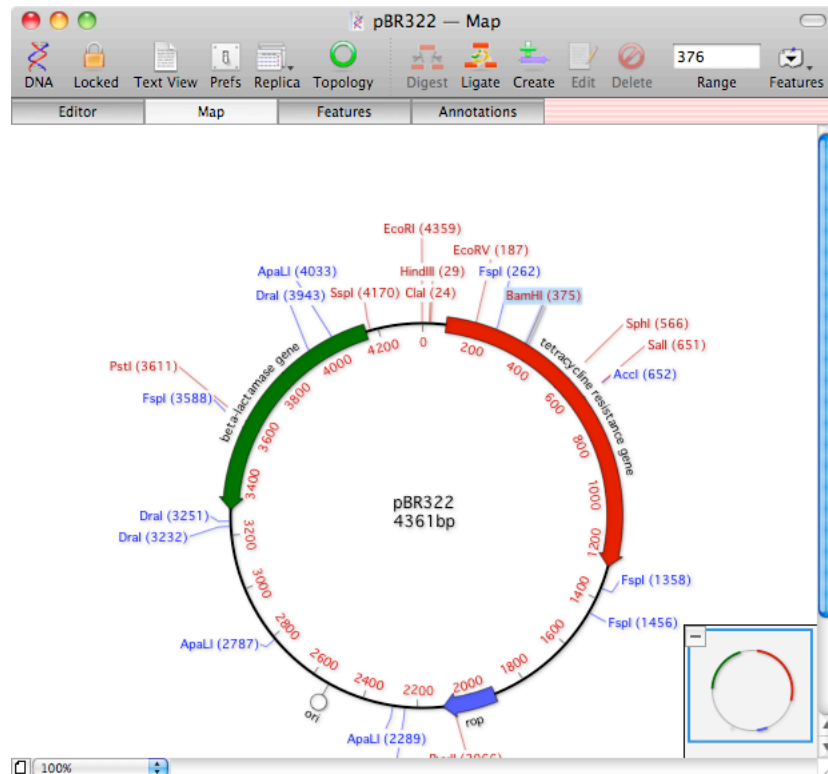 pBR322 — Map
DNA Locked Text View Prefs Replica Topology Digest Ligate Create Edit Delete 376 Range Features
Editor Map Features Annotations
EcoRI (4359)
EcoRV (187)
ApaLI (4033) HindIII (29) FspI (262)
DraI (3943) SspI (4170) ClaI (24) BamHI (375)
SphI (566)
SalI (651)
AccI (652)
PstI (3611)
FspI (3588)
beta-lactamase gene
tetracycline resistance gene
0
200
400
600
800
1000
1200
1400
1600
1800
2000
2200
2400
2600
2800
3000
3200
3400
3600
3800
4000
4200
pBR322
4361bp
DraI (3251)
DraI (3232)
FspI (1358)
FspI (1456)
ApaLI (2787)
ori
rop
ApaLI (2289)
100%